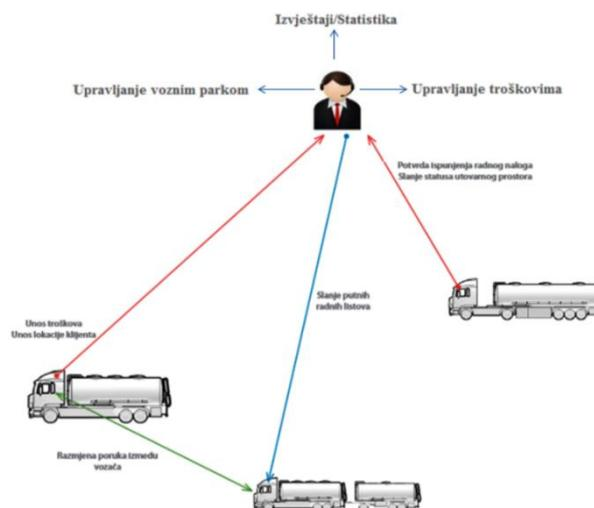 Izvještaji/Statistika
Upravljanje voznim parkom
Upravljanje troškovima
Potvrda ispunjenja radnog naloga
Slanje statusa utovarnog prostora
Slanje putnih
radnih listova
Unos troškova
Unos lokacije klijenta
Razmjena poruka između
vozača